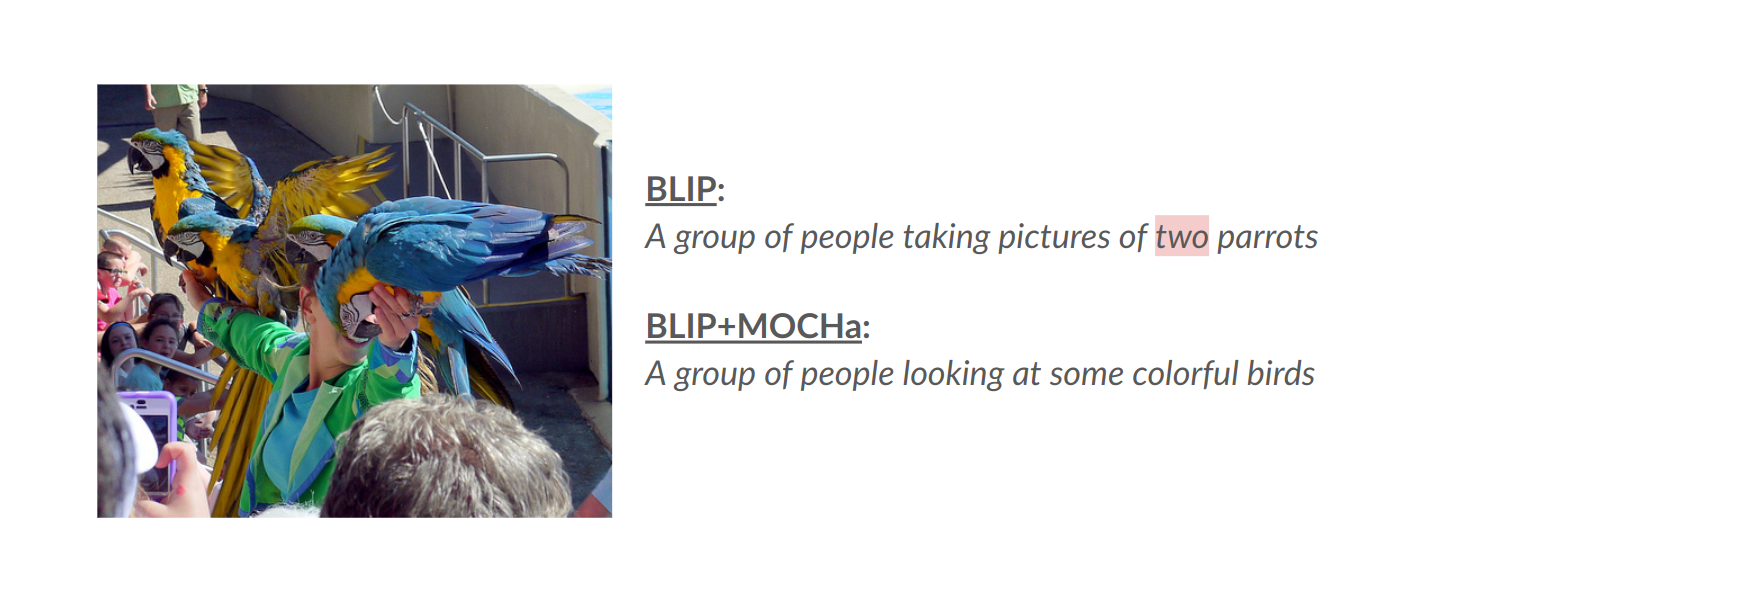 BLIP:
A group of people taking pictures of two parrots
BLIP+MOCHa:
A group of people looking at some colorful birds